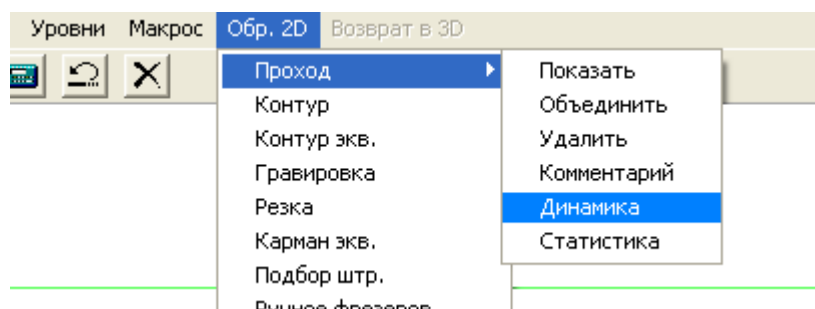 Уровни Макрос Обр. 2D Возврат в 3D
Проход
Контур
Контур экв.
Гравировка
Резка
Карман экв.
Подбор штр.
Показать
Объединить
Удалить
Комментарий
Динамика
Статистика